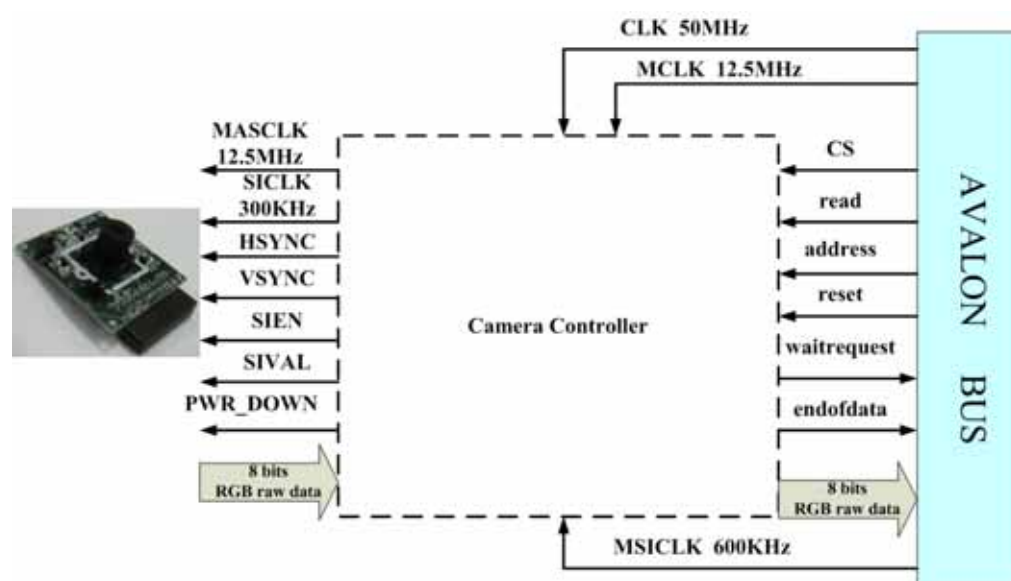 CLK 50MHz
MCLK 12.5MHz
MASCLK
12.5MHz
SICLK
300KHz
HSYNC
VSYNC
SIEN
SIVAL
PWR_DOWN
8 bits
RGB raw data
Camera Controller
CS
read
address
reset
waitrequest
endofdata
8 bits
RGB raw data
MSICLK 600KHz
AVALON BUS